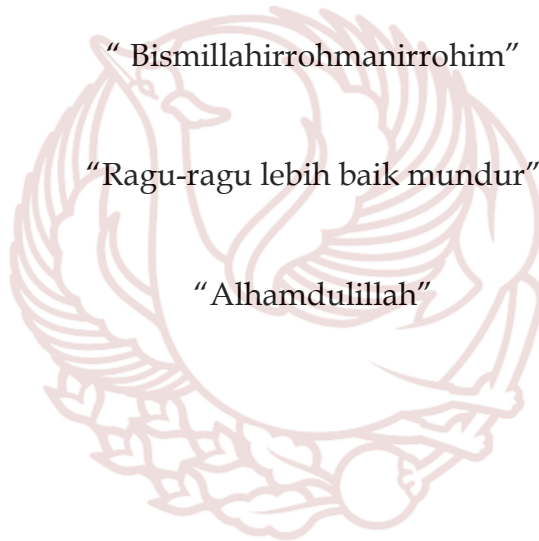 “ Bismillahirrohmanirrohim”
“Ragu-ragu lebih baik mundur”
“Alhamdulillah”